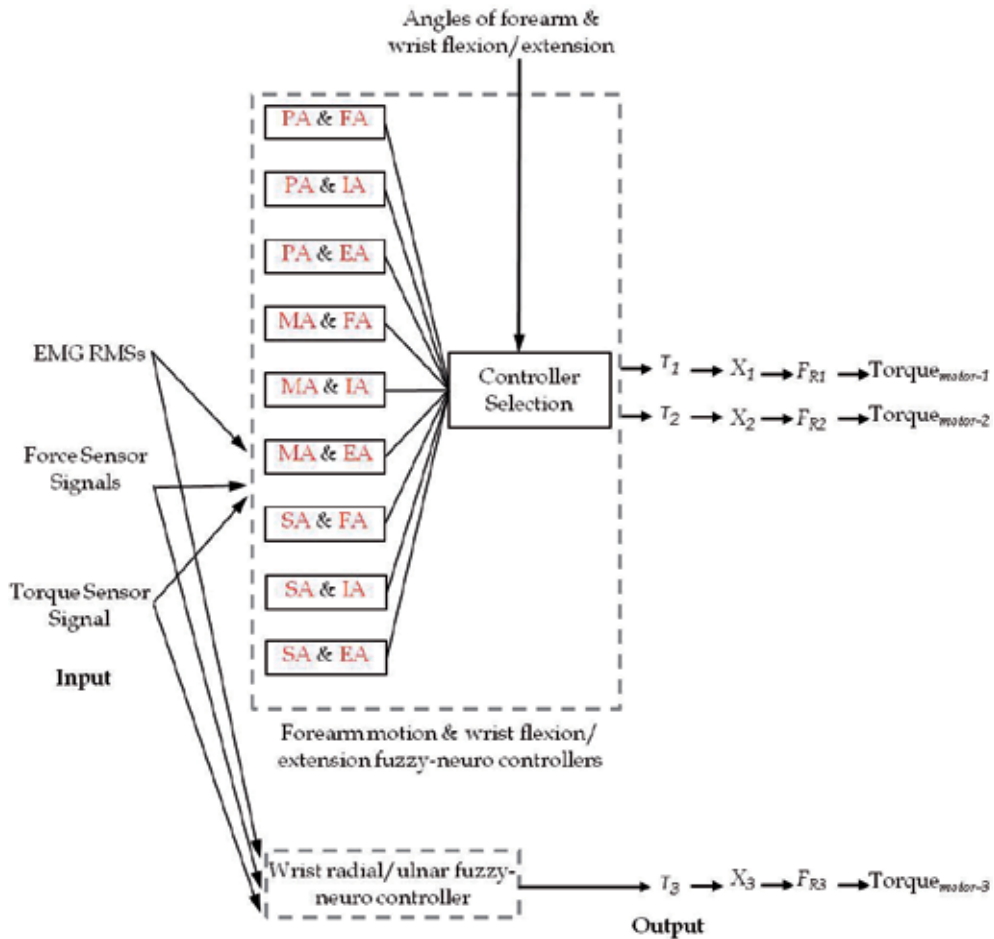 Angles of forearm &
wrist flexion/extension
PA & FA
PA & IA
PA & EA
MA & FA
MA & IA
MA & EA
SA & FA
SA & IA
SA & EA
Controller
Selection
EMG RMSs
Force Sensor
Signals
Torque Sensor
Signal
Input
τ1 X1 FR1 Torquemotor-1
τ2 X2 FR2 Torquemotor-2
Forearm motion & wrist flexion/
extension fuzzy-neuro controllers
Wrist radial/ulnar fuzzy-
neuro controller
τ3 X3 FR3 Torquemotor-3
Output